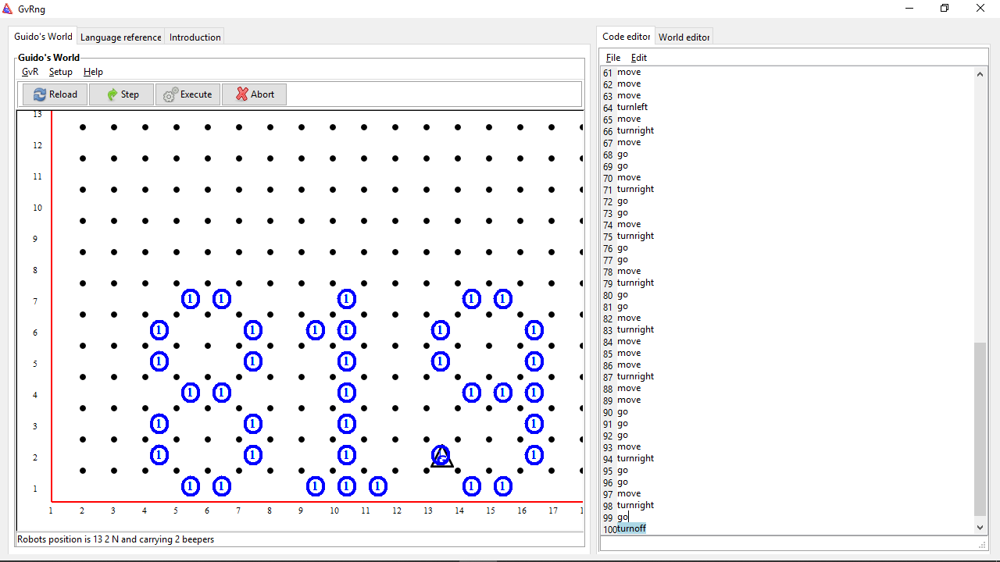 GvRng
Guido's World Language reference Introduction
Guido's World
GvR Setup Help
Reload Step Execute Abort
13
12
11
10
9
8
7 1 1 1 1 1
6 1 1 1 1 1 1
5 1 1 1 1 1
4 1 1 1 1 1 1
3 1 1 1 1
2 1 1 1 1
1 1 1 1 1 1 1 1
1 2 3 4 5 6 7 8 9 10 11 12 13 14 15 16 17
Robots position is 13 2 N and carrying 2 beepers
Code editor World editor
File Edit
61 move
62 move
63 move
64 turnleft
65 move
66 turnright
67 move
68 go
69 go
70 move
71 turnright
72 go
73 go
74 move
75 turnright
76 go
77 go
78 move
79 turnright
80 go
81 go
82 move
83 turnright
84 move
85 move
86 move
87 turnright
88 move
89 move
90 go
91 go
92 go
93 move
94 turnright
95 go
96 go
97 move
98 turnright
99 go
100 turnoff